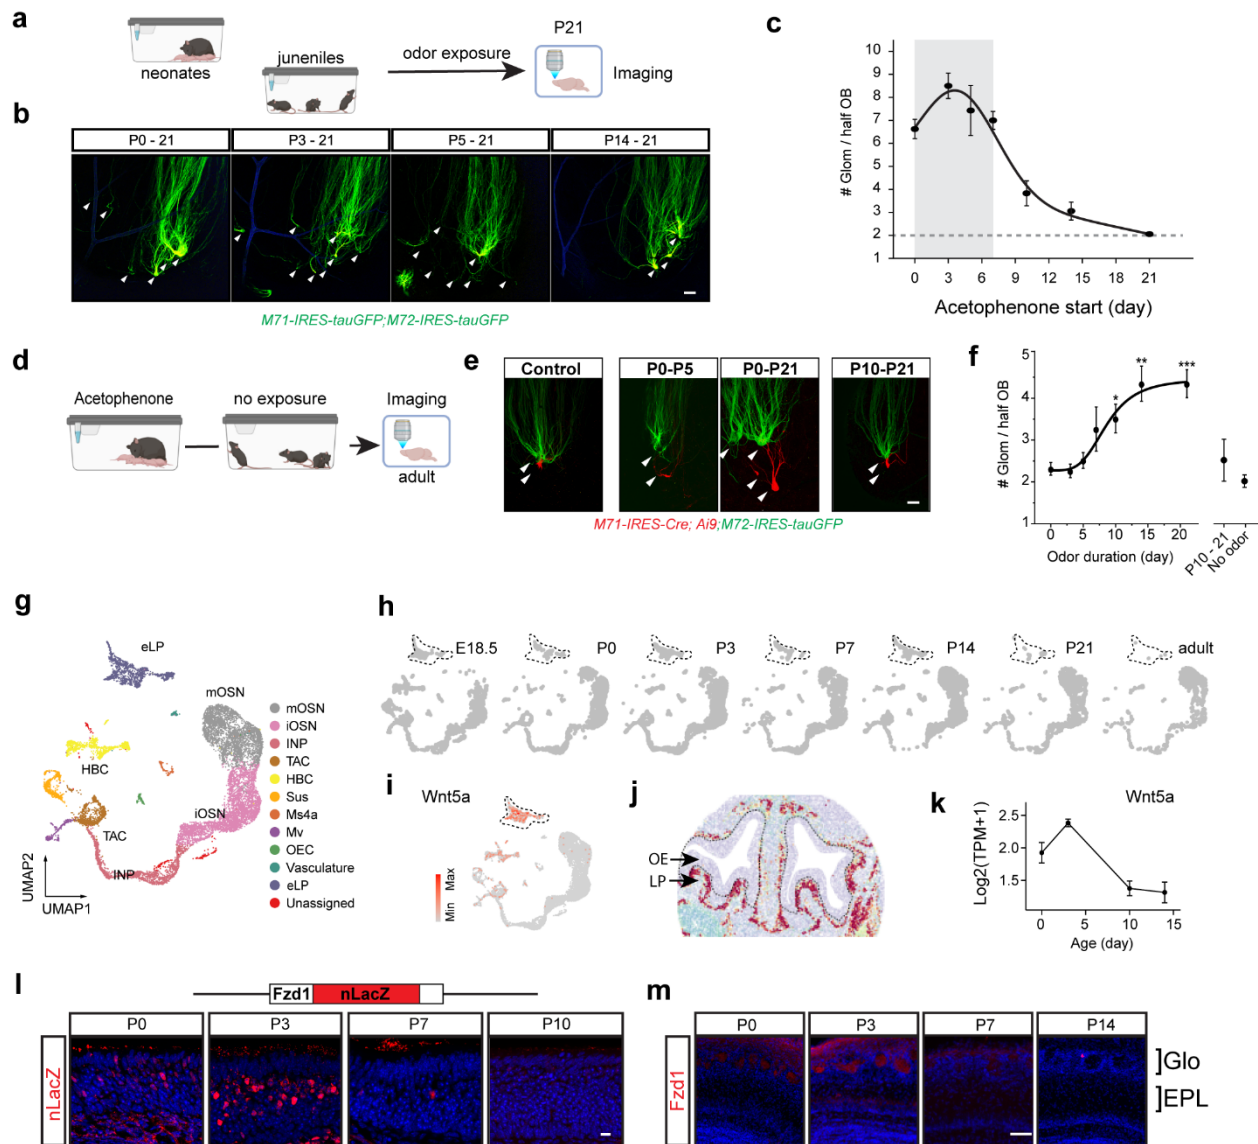 a
neonates
juneniles
odor exposure
P21
Imaging
b
P0 - 21
P3 - 21
P5 - 21
P14 - 21
M71-IRES-tauGFP;M72-IRES-tauGFP
c
# Glom / half OB
10
9
8
7
6
5
4
3
2
1
0 3 6 9 12 15 18 21
Acetophenone start (day)
d
Acetophenone
no exposure
Imaging
adult
e
Control
P0-P5
P0-P21
P10-P21
M71-IRES-Cre; Ai9;M72-IRES-tauGFP
f
# Glom / half OB
5
4
3
2
1
* ** ***
0 5 10 15 20
Odor duration (day)
P10 - 21
No odor
g
eLP
mOSN
HBC
iOSN
TAC
INP
UMAP2
UMAP1
mOSN
iOSN
INP
TAC
HBC
Sus
Ms4a
Mv
OEC
Vasculature
eLP
Unassigned
h
E18.5
P0
P3
P7
P14
P21
adult
i
Wnt5a
Min Max
j
OE
LP
k
Wnt5a
Log2(TPM+1)
2.5
2.0
1.5
0 5 10 15
Age (day)
l
Fzd1 nLacZ
nLacZ
P0
P3
P7
P10
m
Fzd1
P0
P3
P7
P14
]Glo
]EPL